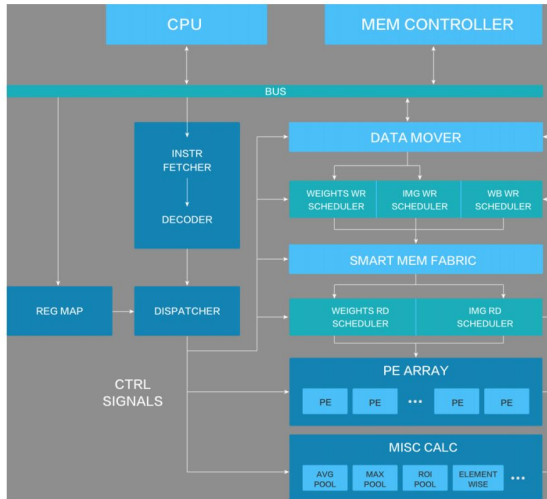 CPU
MEM CONTROLLER
BUS
INSTR
FETCHER
DECODER
DATA MOVER
WEIGHTS WR
SCHEDULER
IMG WR
SCHEDULER
WB WR
SCHEDULER
SMART MEM FABRIC
REG MAP
DISPATCHER
WEIGHTS RD
SCHEDULER
IMG RD
SCHEDULER
CTRL
SIGNALS
PE ARRAY
PE
PE
•••
PE
PE
MISC CALC
AVG
POOL
MAX
POOL
ROI
POOL
ELEMENT
WISE
•••